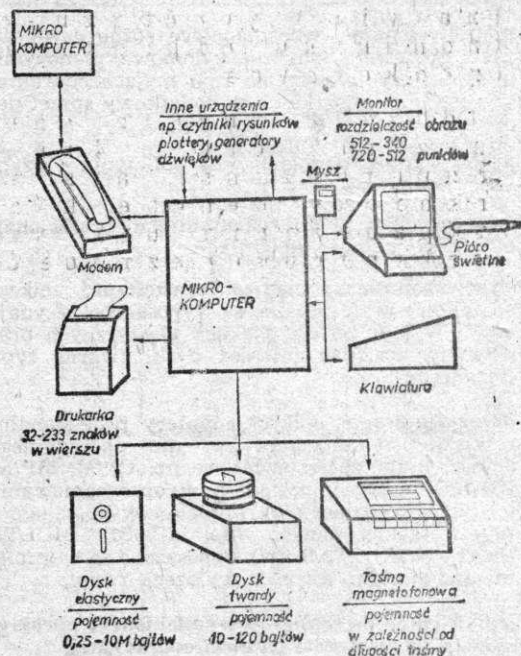 MIKRO
KOMPUTER
Inne urządzenia
np. czytniki rysunków
plottery, generatory
dźwięków
Monitor
rozdzielczość obrazu
512-340
720-512 punktów
Mysz
Modem
MIKRO-
KOMPUTER
Pióro
świetlne
Klawiatura
Drukarka
32-233 znaków
w wierszu
Dysk
elastyczny
pojemność
0,25-10M bajtów
Dysk
twardy
pojemność
10-120 bajtów
Taśma
magnetofonowa
pojemność
w zależności od
długości taśmy